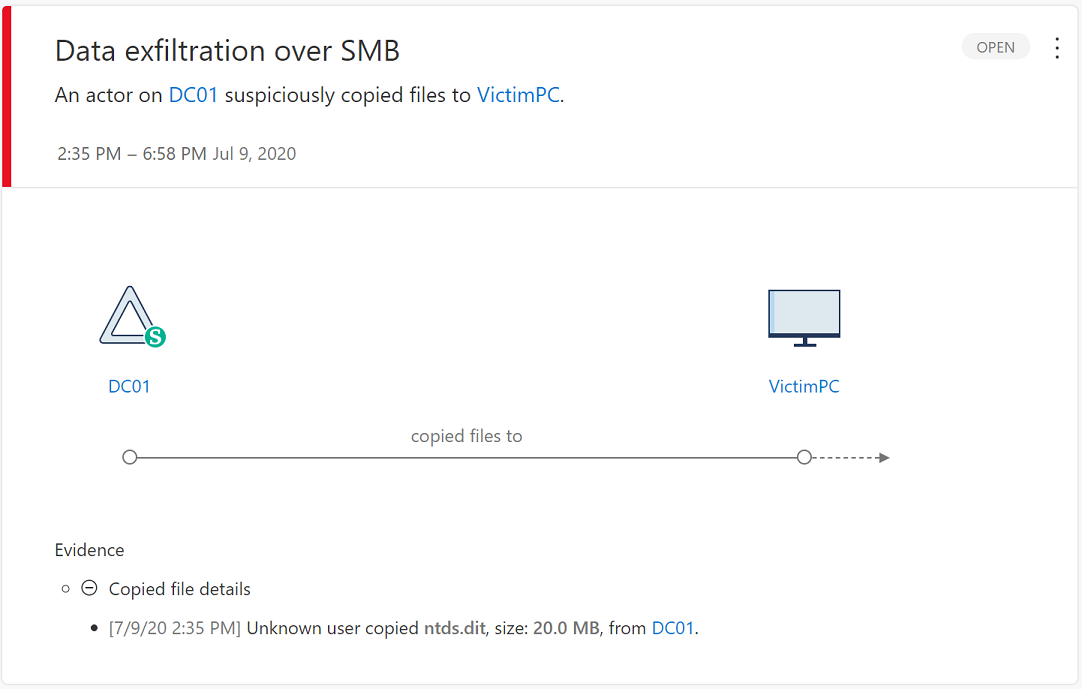 Data exfiltration over SMB
OPEN
An actor on DC01 suspiciously copied files to VictimPC.
2:35 PM – 6:58 PM Jul 9, 2020
S
DC01
VictimPC
copied files to
Evidence
Copied file details
[7/9/20 2:35 PM] Unknown user copied ntds.dit, size: 20.0 MB, from DC01.